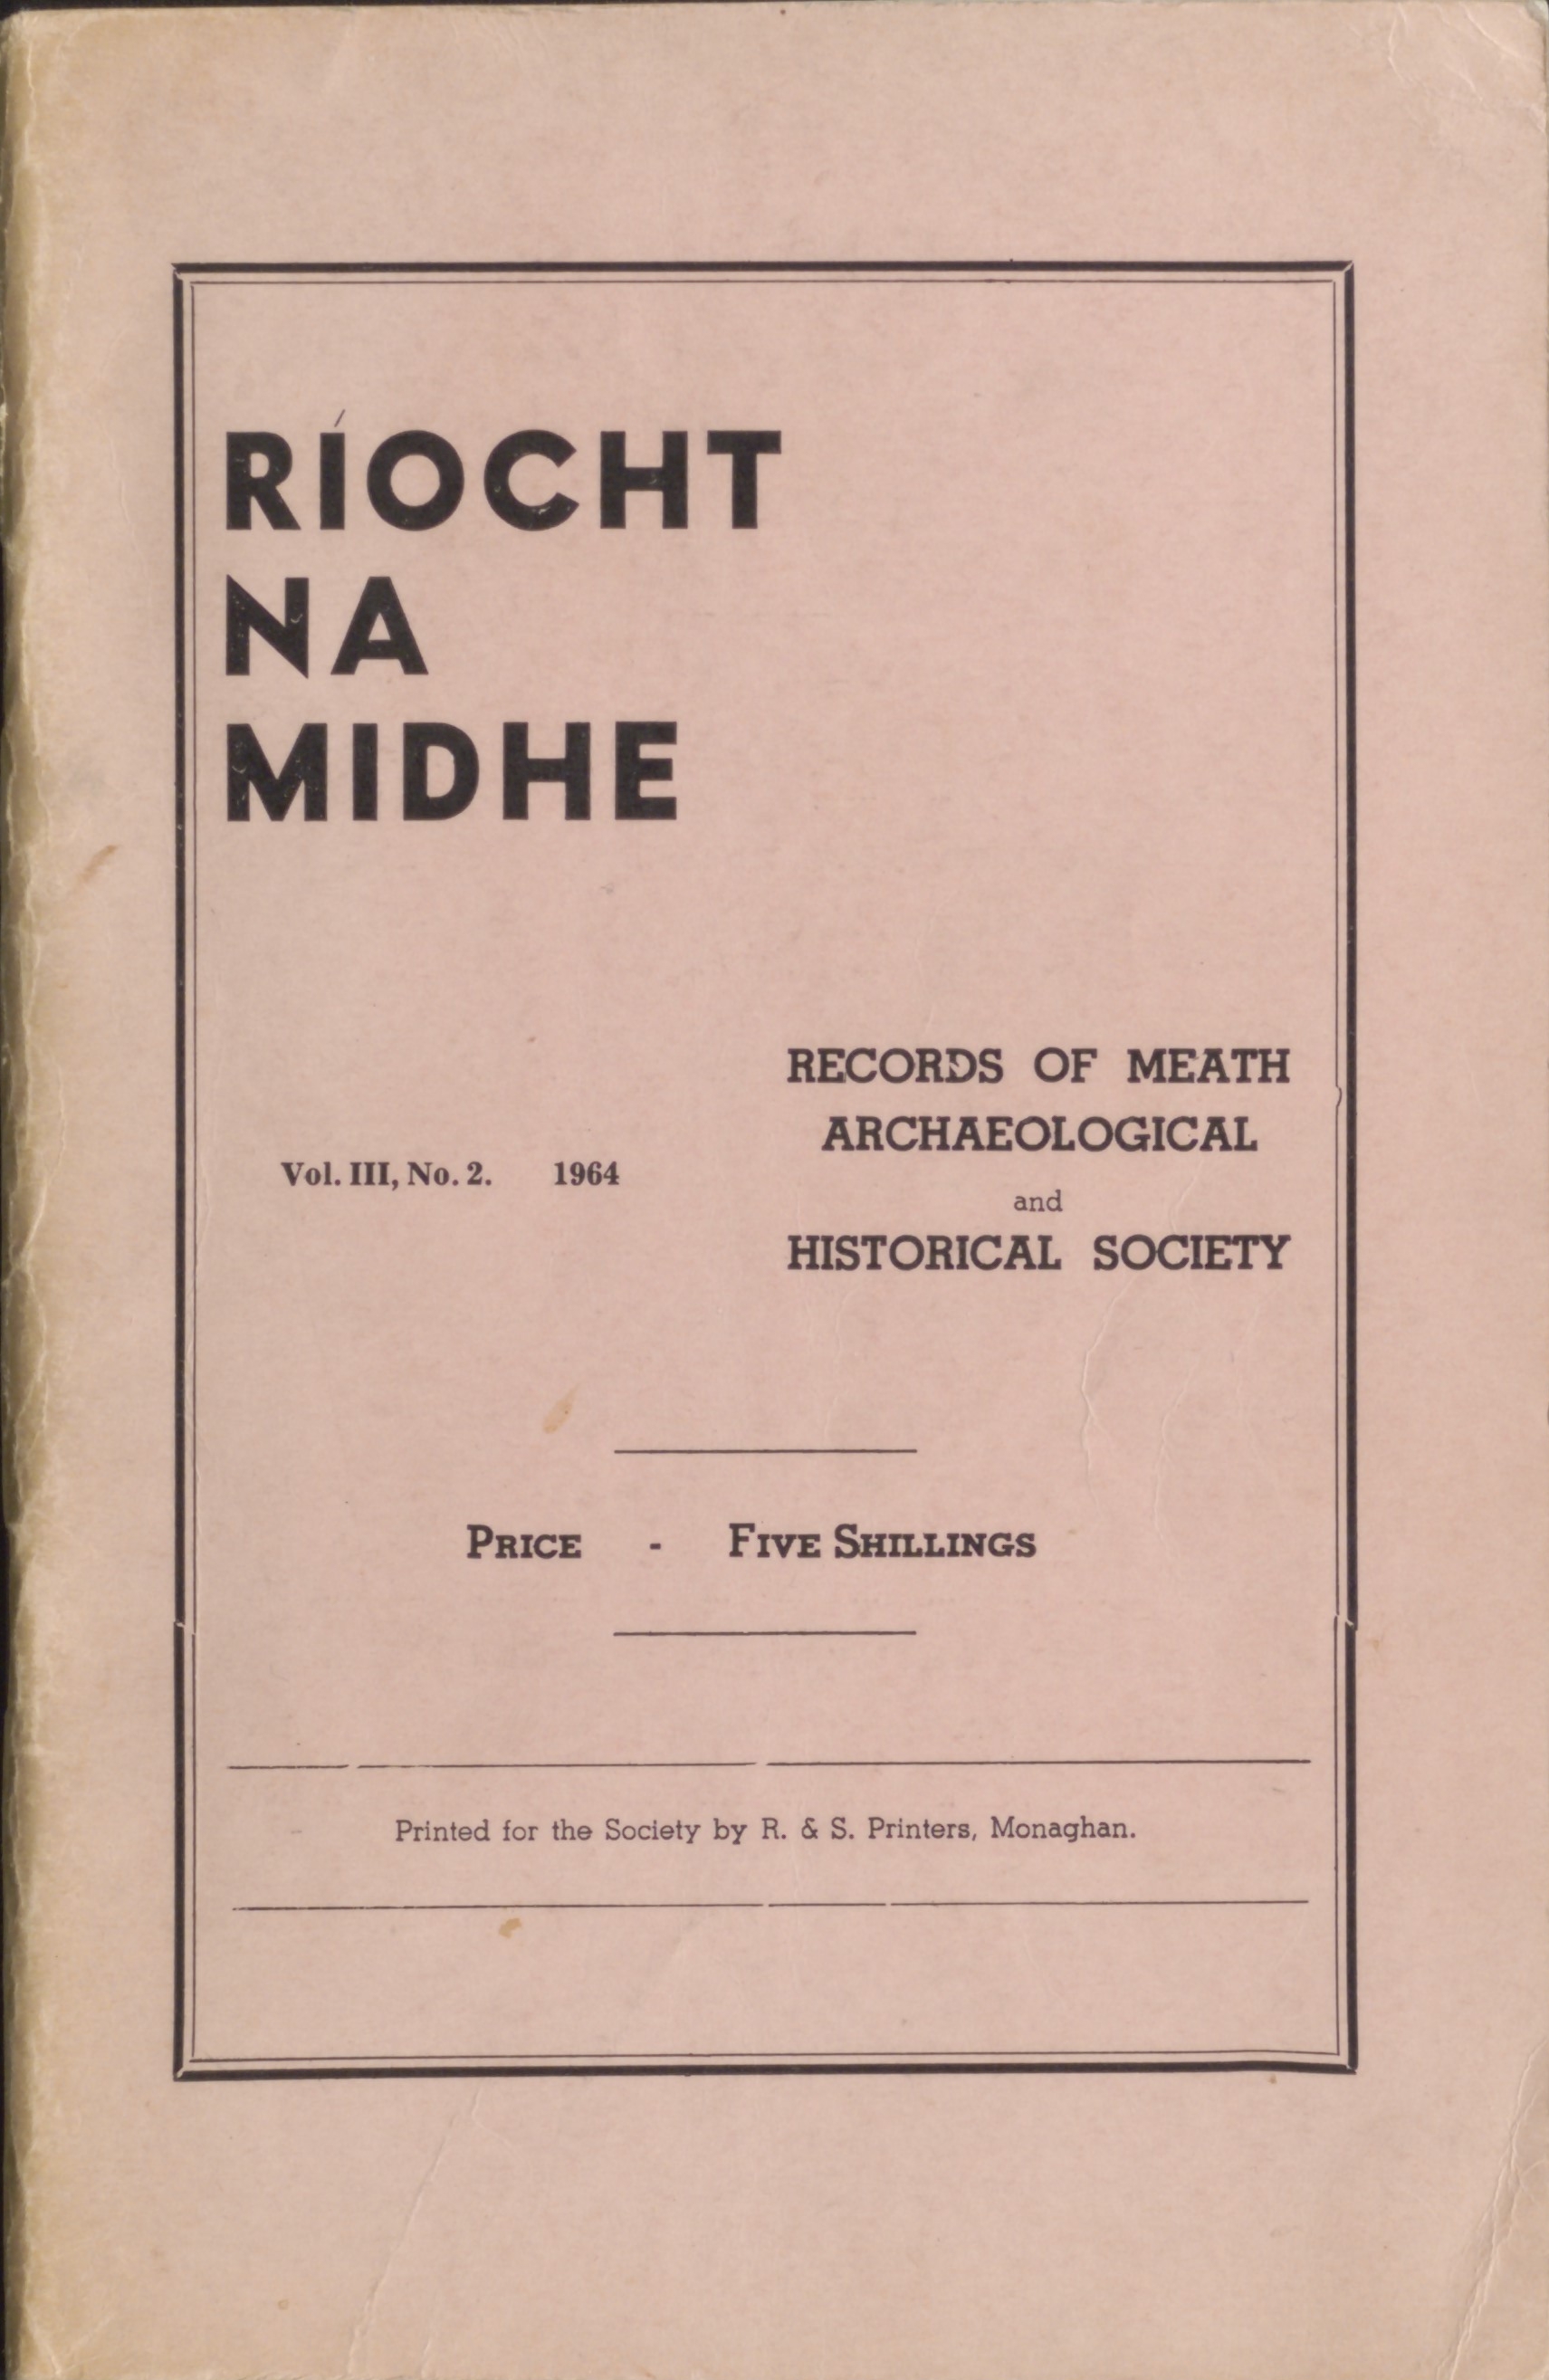 RÍOCHT
NA
MIDHE
RECORDS OF MEATH
ARCHAEOLOGICAL
and
HISTORICAL SOCIETY
Vol. III, No. 2. 1964
PRICE - FIVE SHILLINGS
Printed for the Society by R. & S. Printers, Monaghan.